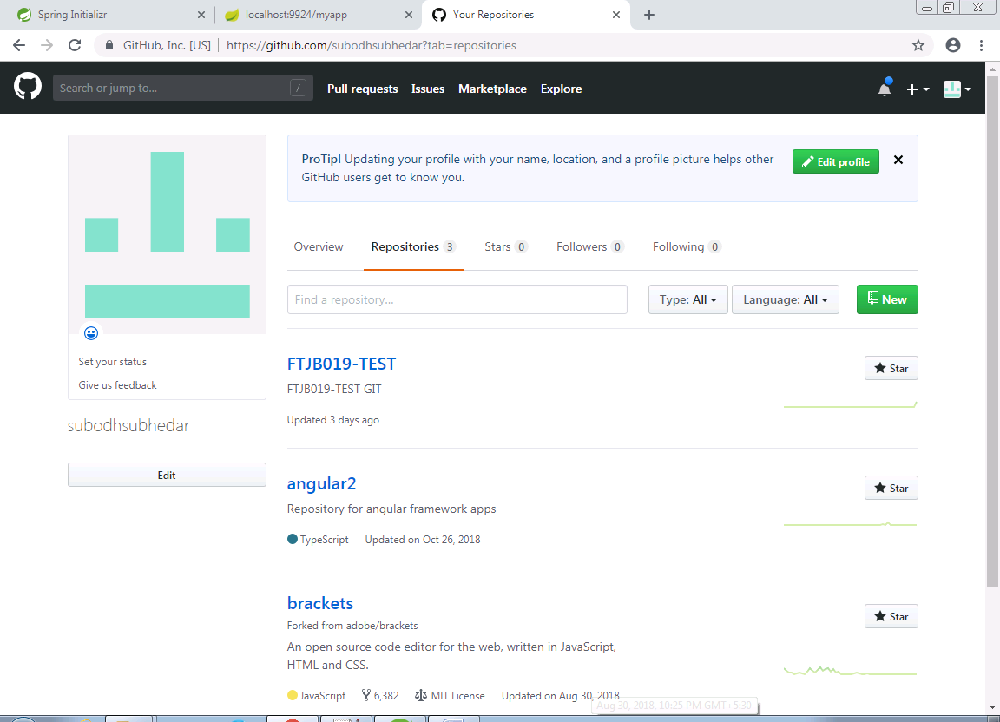 Spring Initializr
localhost:9924/myapp
Your Repositories
GitHub, Inc. [US]
https://github.com/subodhsubhedar?tab=repositories
Search or jump to...
/
Pull requests
Issues
Marketplace
Explore
ProTip! Updating your profile with your name, location, and a profile picture helps other
GitHub users get to know you.
Edit profile
Set your status
Give us feedback
subodhsubhedar
Edit
Overview
Repositories 3
Stars 0
Followers 0
Following 0
Find a repository...
Type: All
Language: All
New
FTJB019-TEST
Star
FTJB019-TEST GIT
Updated 3 days ago
angular2
Star
Repository for angular framework apps
TypeScript
Updated on Oct 26, 2018
brackets
Star
Forked from adobe/brackets
An open source code editor for the web, written in JavaScript,
HTML and CSS.
JavaScript
6,382
MIT License
Updated on Aug 30, 2018
Aug 30, 2018, 10:25 PM GMT+5:30